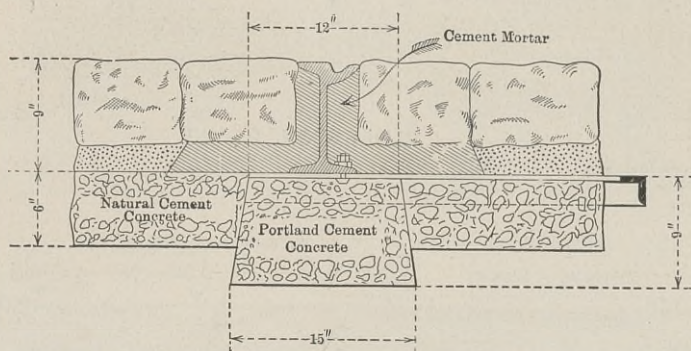 12"
Cement Mortar
9"
6"
Natural Cement
Concrete
Portland Cement
Concrete
9"
15"